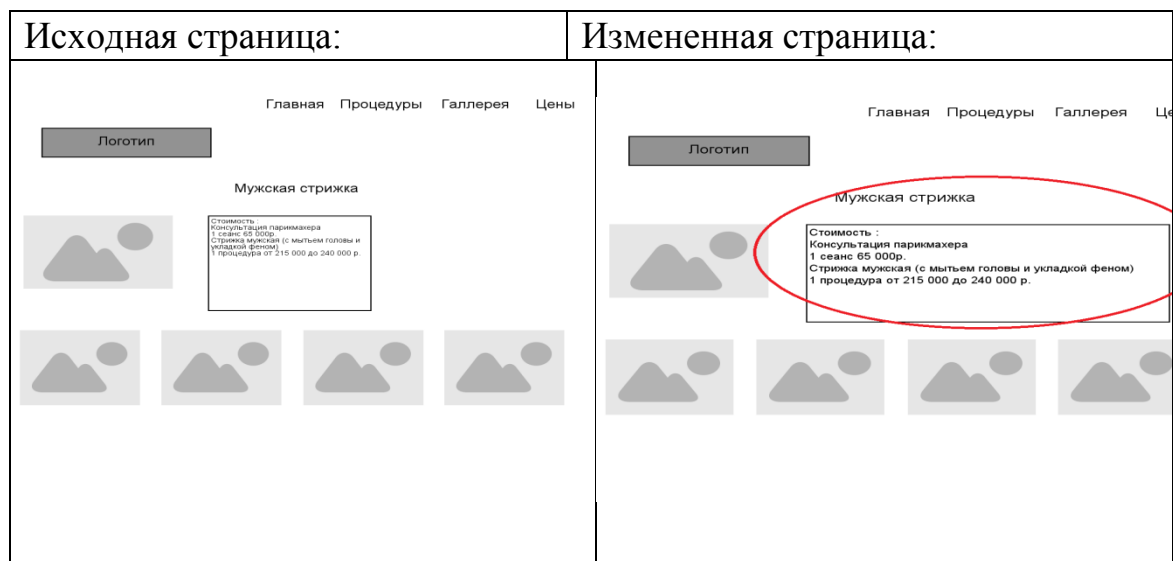 Исходная страница:
Измененная страница:
Главная Процедуры Галлерея Цены
Логотип
Мужская стрижка
Стоимость :
Консультация парикмахера
1 сеанс 65 000р.
Стрижка мужская (с мытьем головы и
укладкой феном)
1 процедура от 215 000 до 240 000 р.
Главная Процедуры Галлерея Це
Логотип
Мужская стрижка
Стоимость :
Консультация парикмахера
1 сеанс 65 000р.
Стрижка мужская (с мытьем головы и укладкой феном)
1 процедура от 215 000 до 240 000 р.